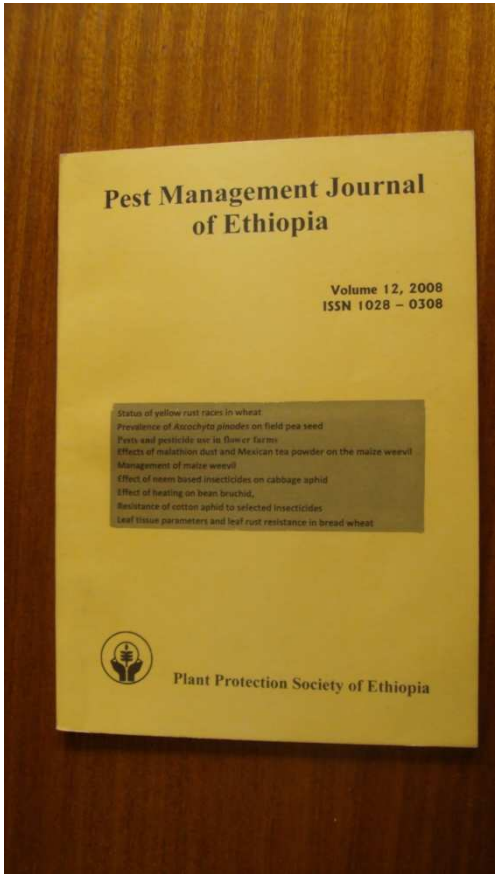 Pest Management Journal
of Ethiopia
Volume 12, 2008
ISSN 1028 – 0308
Status of yellow rust races in wheat
Prevalence of Ascochyta pinodes on field pea seed
Pests and pesticide use in flower farms
Effects of malathion dust and Mexican tea powder on the maize weevil
Management of maize weevil
Effect of neem based insecticides on cabbage aphid
Effect of heating on bean bruchid,
Resistance of cotton aphid to selected insecticides
Leaf tissue parameters and leaf rust resistance in bread wheat
Plant Protection Society of Ethiopia